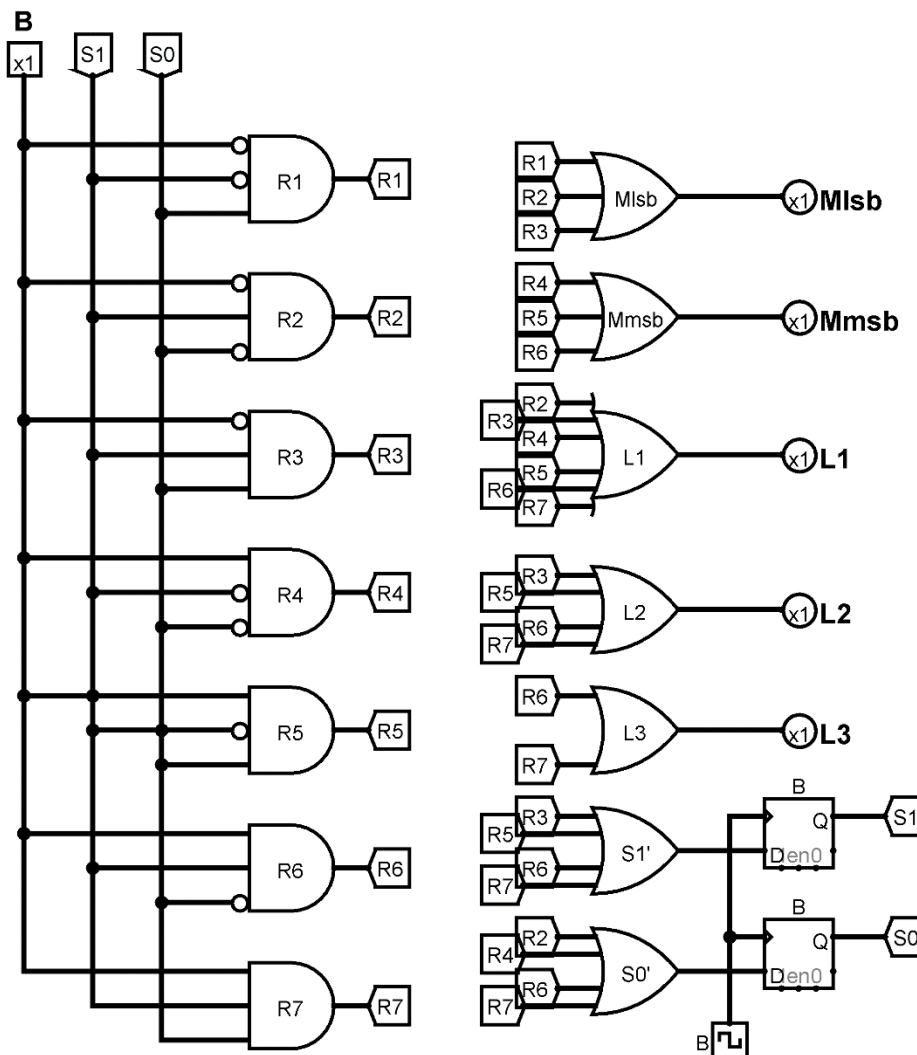 B
x1
S1
S0
R1
R1
R2
R2
R3
R3
R4
R4
R5
R5
R6
R6
R7
R7
R1
R2
R3
Mlsb
x1
Mlsb
R4
R5
R6
Mmsb
x1
Mmsb
R2
R3
R4
R5
R6
R7
L1
x1
L1
R3
R5
R6
R7
L2
x1
L2
R6
R7
L3
x1
L3
R3
R5
R6
R7
S1'
B
Q
D
en0
S1
R2
R4
R6
R7
S0'
B
Q
D
en0
S0
B